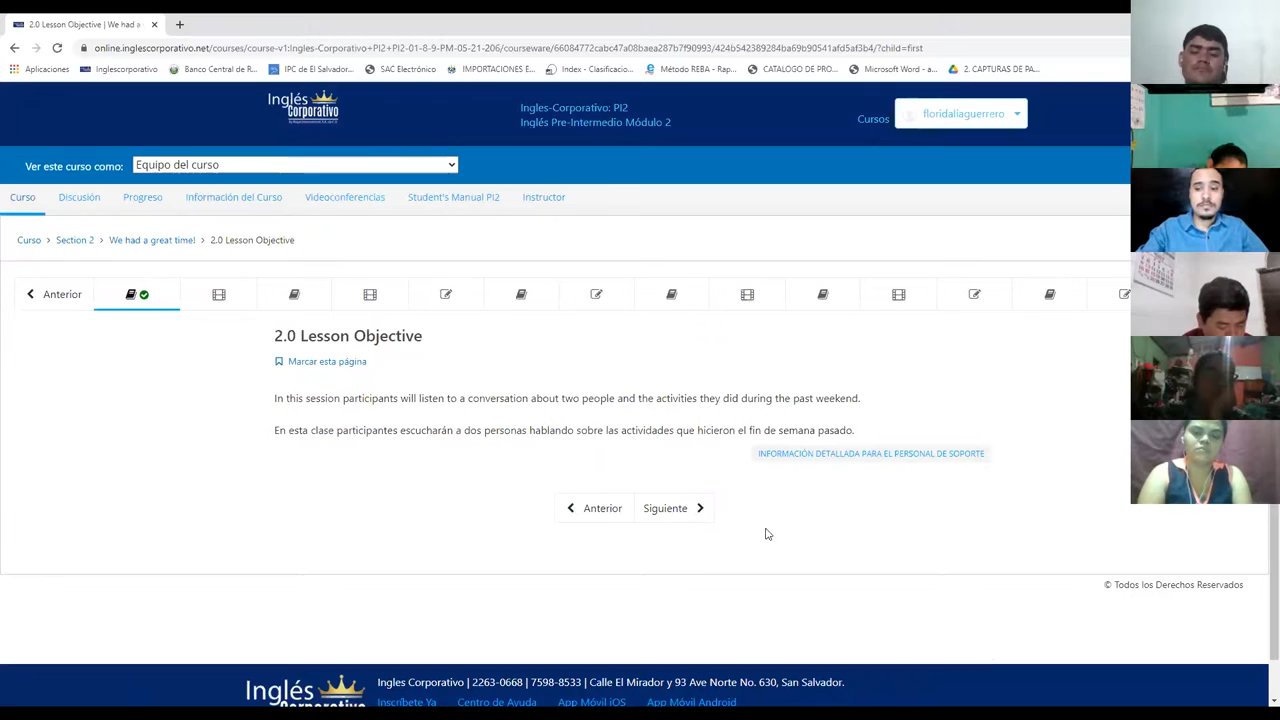 2.0 Lesson Objective | We had a
online.inglescorporativo.net/courses/course-v1:Ingles-Corporativo+PI2+PI2-01-8-9-PM-05-21-206/courseware/66084772cabc47a08baea287b7f90993/424b542389284ba69b90541afd5af3b4/?child=first
Aplicaciones Inglescorporativo Banco Central de R... IPC de El Salvador... SAC Electrónico IMPORTACIONES E... Index - Clasificacio... Método REBA - Rap... CATALOGO DE PRO... Microsoft Word - a... 2. CAPTURAS DE PA...
Inglés Corporativo
Ingles-Corporativo: PI2
Inglés Pre-Intermedio Módulo 2
Cursos floridaliaguerrero
Ver este curso como: Equipo del curso
Curso Discusión Progreso Información del Curso Videoconferencias Student's Manual PI2 Instructor
Curso > Section 2 > We had a great time! > 2.0 Lesson Objective
Anterior
2.0 Lesson Objective
Marcar esta página
In this session participants will listen to a conversation about two people and the activities they did during the past weekend.
En esta clase participantes escucharán a dos personas hablando sobre las actividades que hicieron el fin de semana pasado.
INFORMACIÓN DETALLADA PARA EL PERSONAL DE SOPORTE
Anterior Siguiente
© Todos los Derechos Reservados
Inglés Corporativo
Ingles Corporativo | 2263-0668 | 7598-8533 | Calle El Mirador y 93 Ave Norte No. 630, San Salvador.
Inscríbete Ya Centro de Ayuda App Móvil iOS App Móvil Android